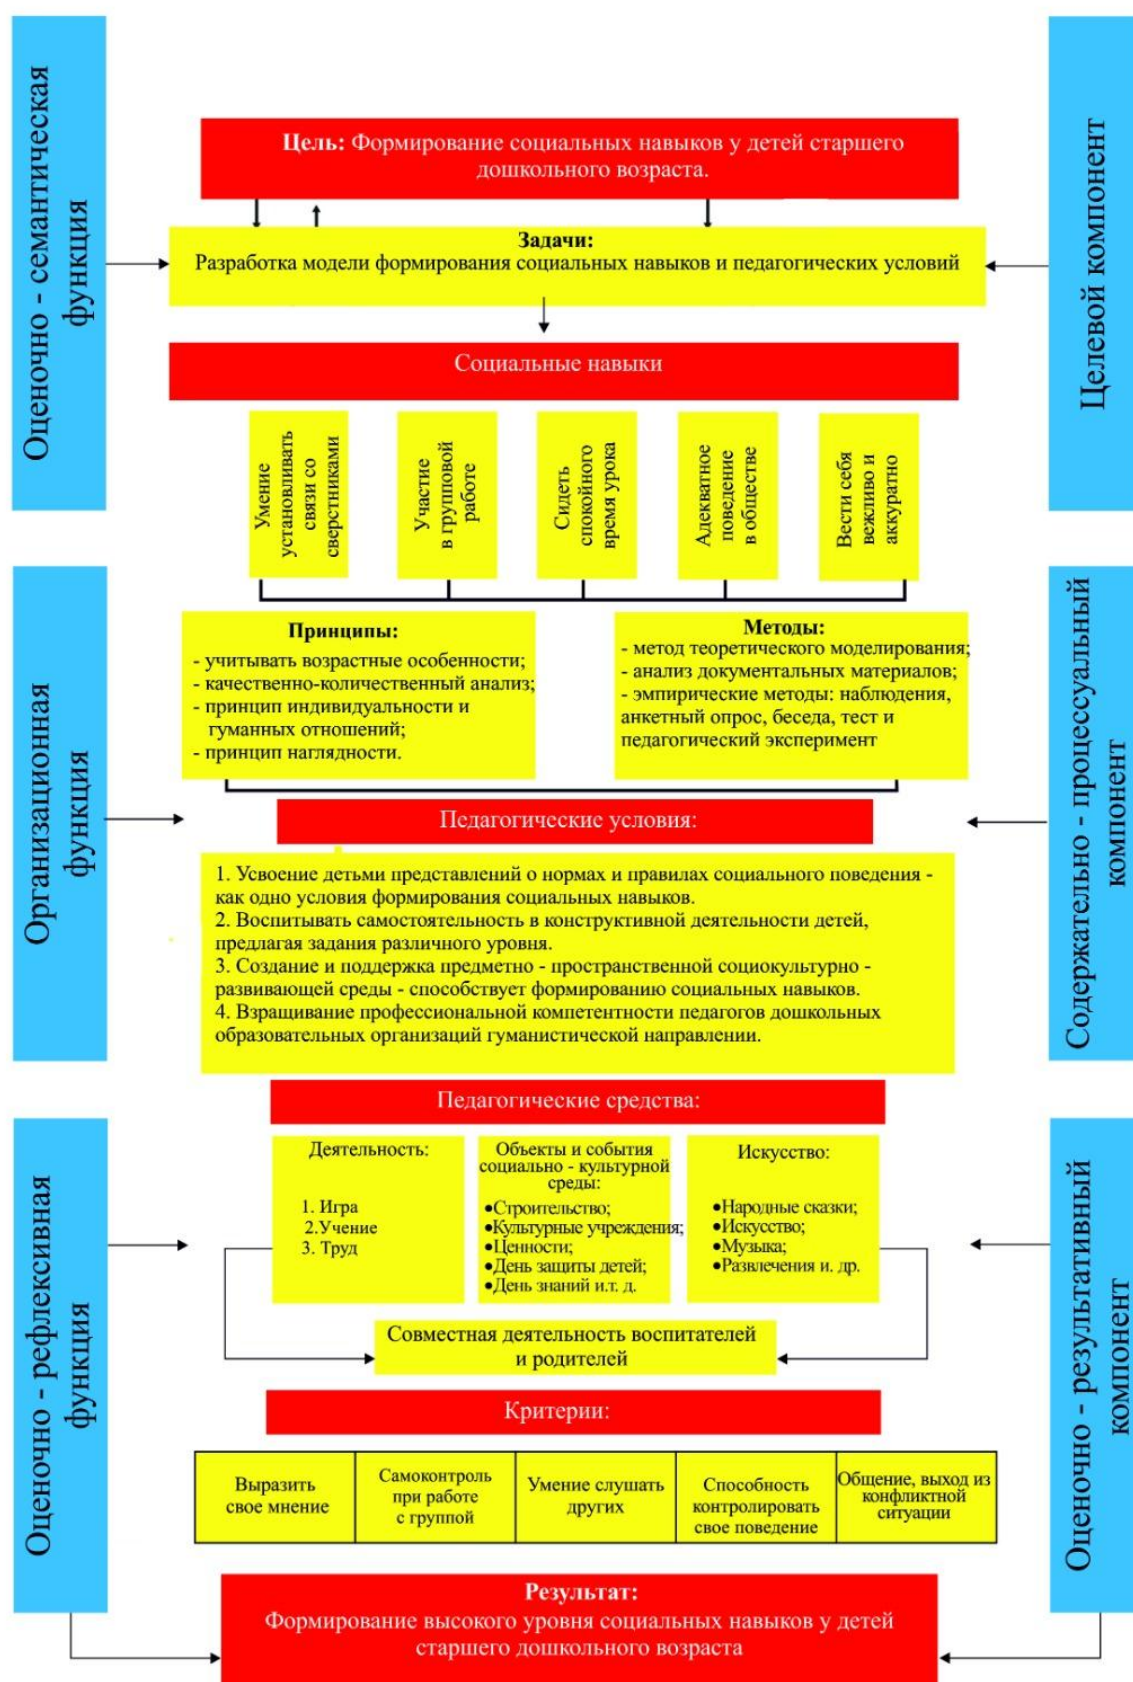 Оценочно - семантическая
функция
Целевой компонент
Цель: Формирование социальных навыков у детей старшего
дошкольного возраста.
Задачи:
Разработка модели формирования социальных навыков и педагогических условий
Социальные навыки
Умение
установливать
связи со
сверстниками
Участие
в групповой
работе
Сидеть
спокойного
время урока
Адекватное
поведение
в обществе
Вести себя
вежливо и
аккуратно
Организационная
функция
Содержательно - процессуальный
компонент
Принципы:
- учитывать возрастные особенности;
- качественно-количественный анализ;
- принцип индивидуальности и
гуманных отношений;
- принцип наглядности.
Методы:
- метод теоретического моделирования;
- анализ документальных материалов;
- эмпирические методы: наблюдения,
анкетный опрос, беседа, тест и
педагогический эксперимент
Педагогические условия:
1. Усвоение детьми представлений о нормах и правилах социального поведения -
как одно условия формирования социальных навыков.
2. Воспитывать самостоятельность в конструктивной деятельности детей,
предлагая задания различного уровня.
3. Создание и поддержка предметно - пространственной социокультурно -
развивающей среды - способствует формированию социальных навыков.
4. Взращивание профессиональной компетентности педагогов дошкольных
образовательных организаций гуманистической направлении.
Оценочно - рефлексивная
функция
Оценочно - результативный
компонент
Педагогические средства:
Деятельность:
1. Игра
2.Учение
3. Труд
Объекты и события
социально - культурной
среды:
•Строительство;
•Культурные учреждения;
•Ценности;
•День защиты детей;
•День знаний и.т. д.
Искусство:
•Народные сказки;
•Искусство;
•Музыка;
•Развлечения и. др.
Совместная деятельность воспитателей
и родителей
Критерии:
Выразить
свое мнение
Самоконтроль
при работе
с группой
Умение слушать
других
Способность
контролировать
свое поведение
Общение, выход из
конфликтной
ситуации
Результат:
Формирование высокого уровня социальных навыков у детей
старшего дошкольного возраста